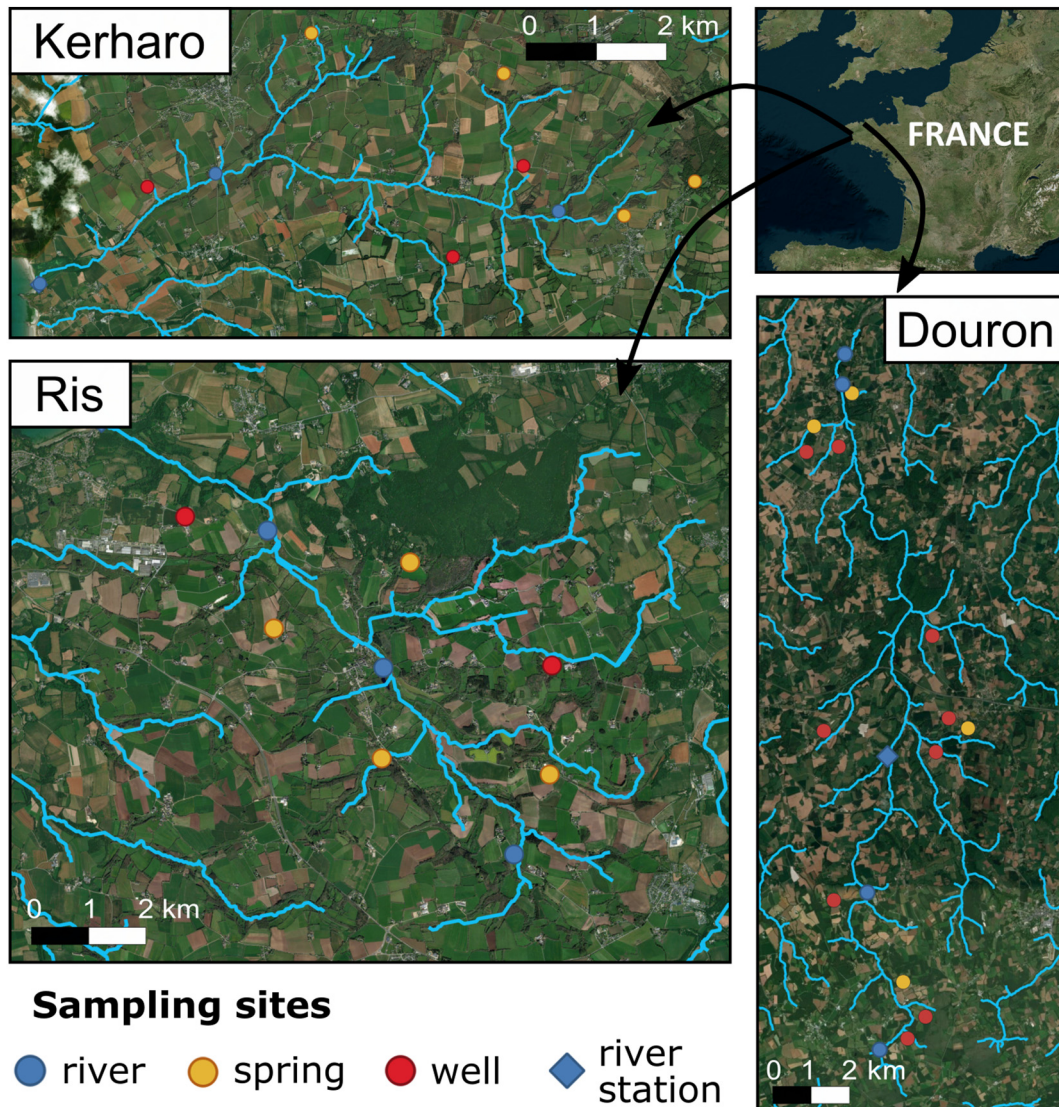 Kerharo
0 1 2 km
FRANCE
Douron
Ris
0 1 2 km
0 1 2 km
Sampling sites
river
spring
well
river
station